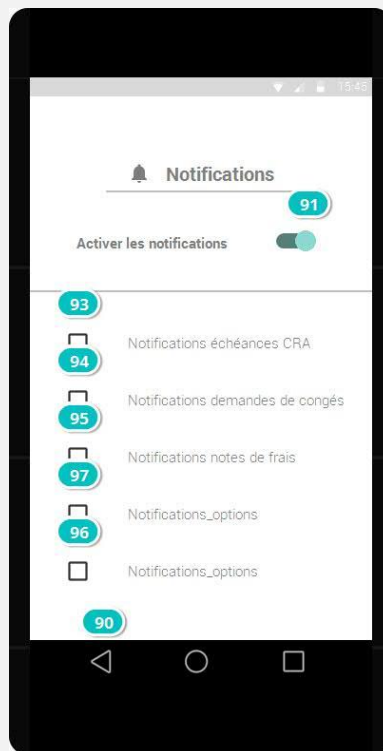 15:45
Notifications
91
Activer les notifications
93
Notifications échéances CRA
94
Notifications demandes de congés
95
Notifications notes de frais
97
Notifications_options
96
Notifications_options
90